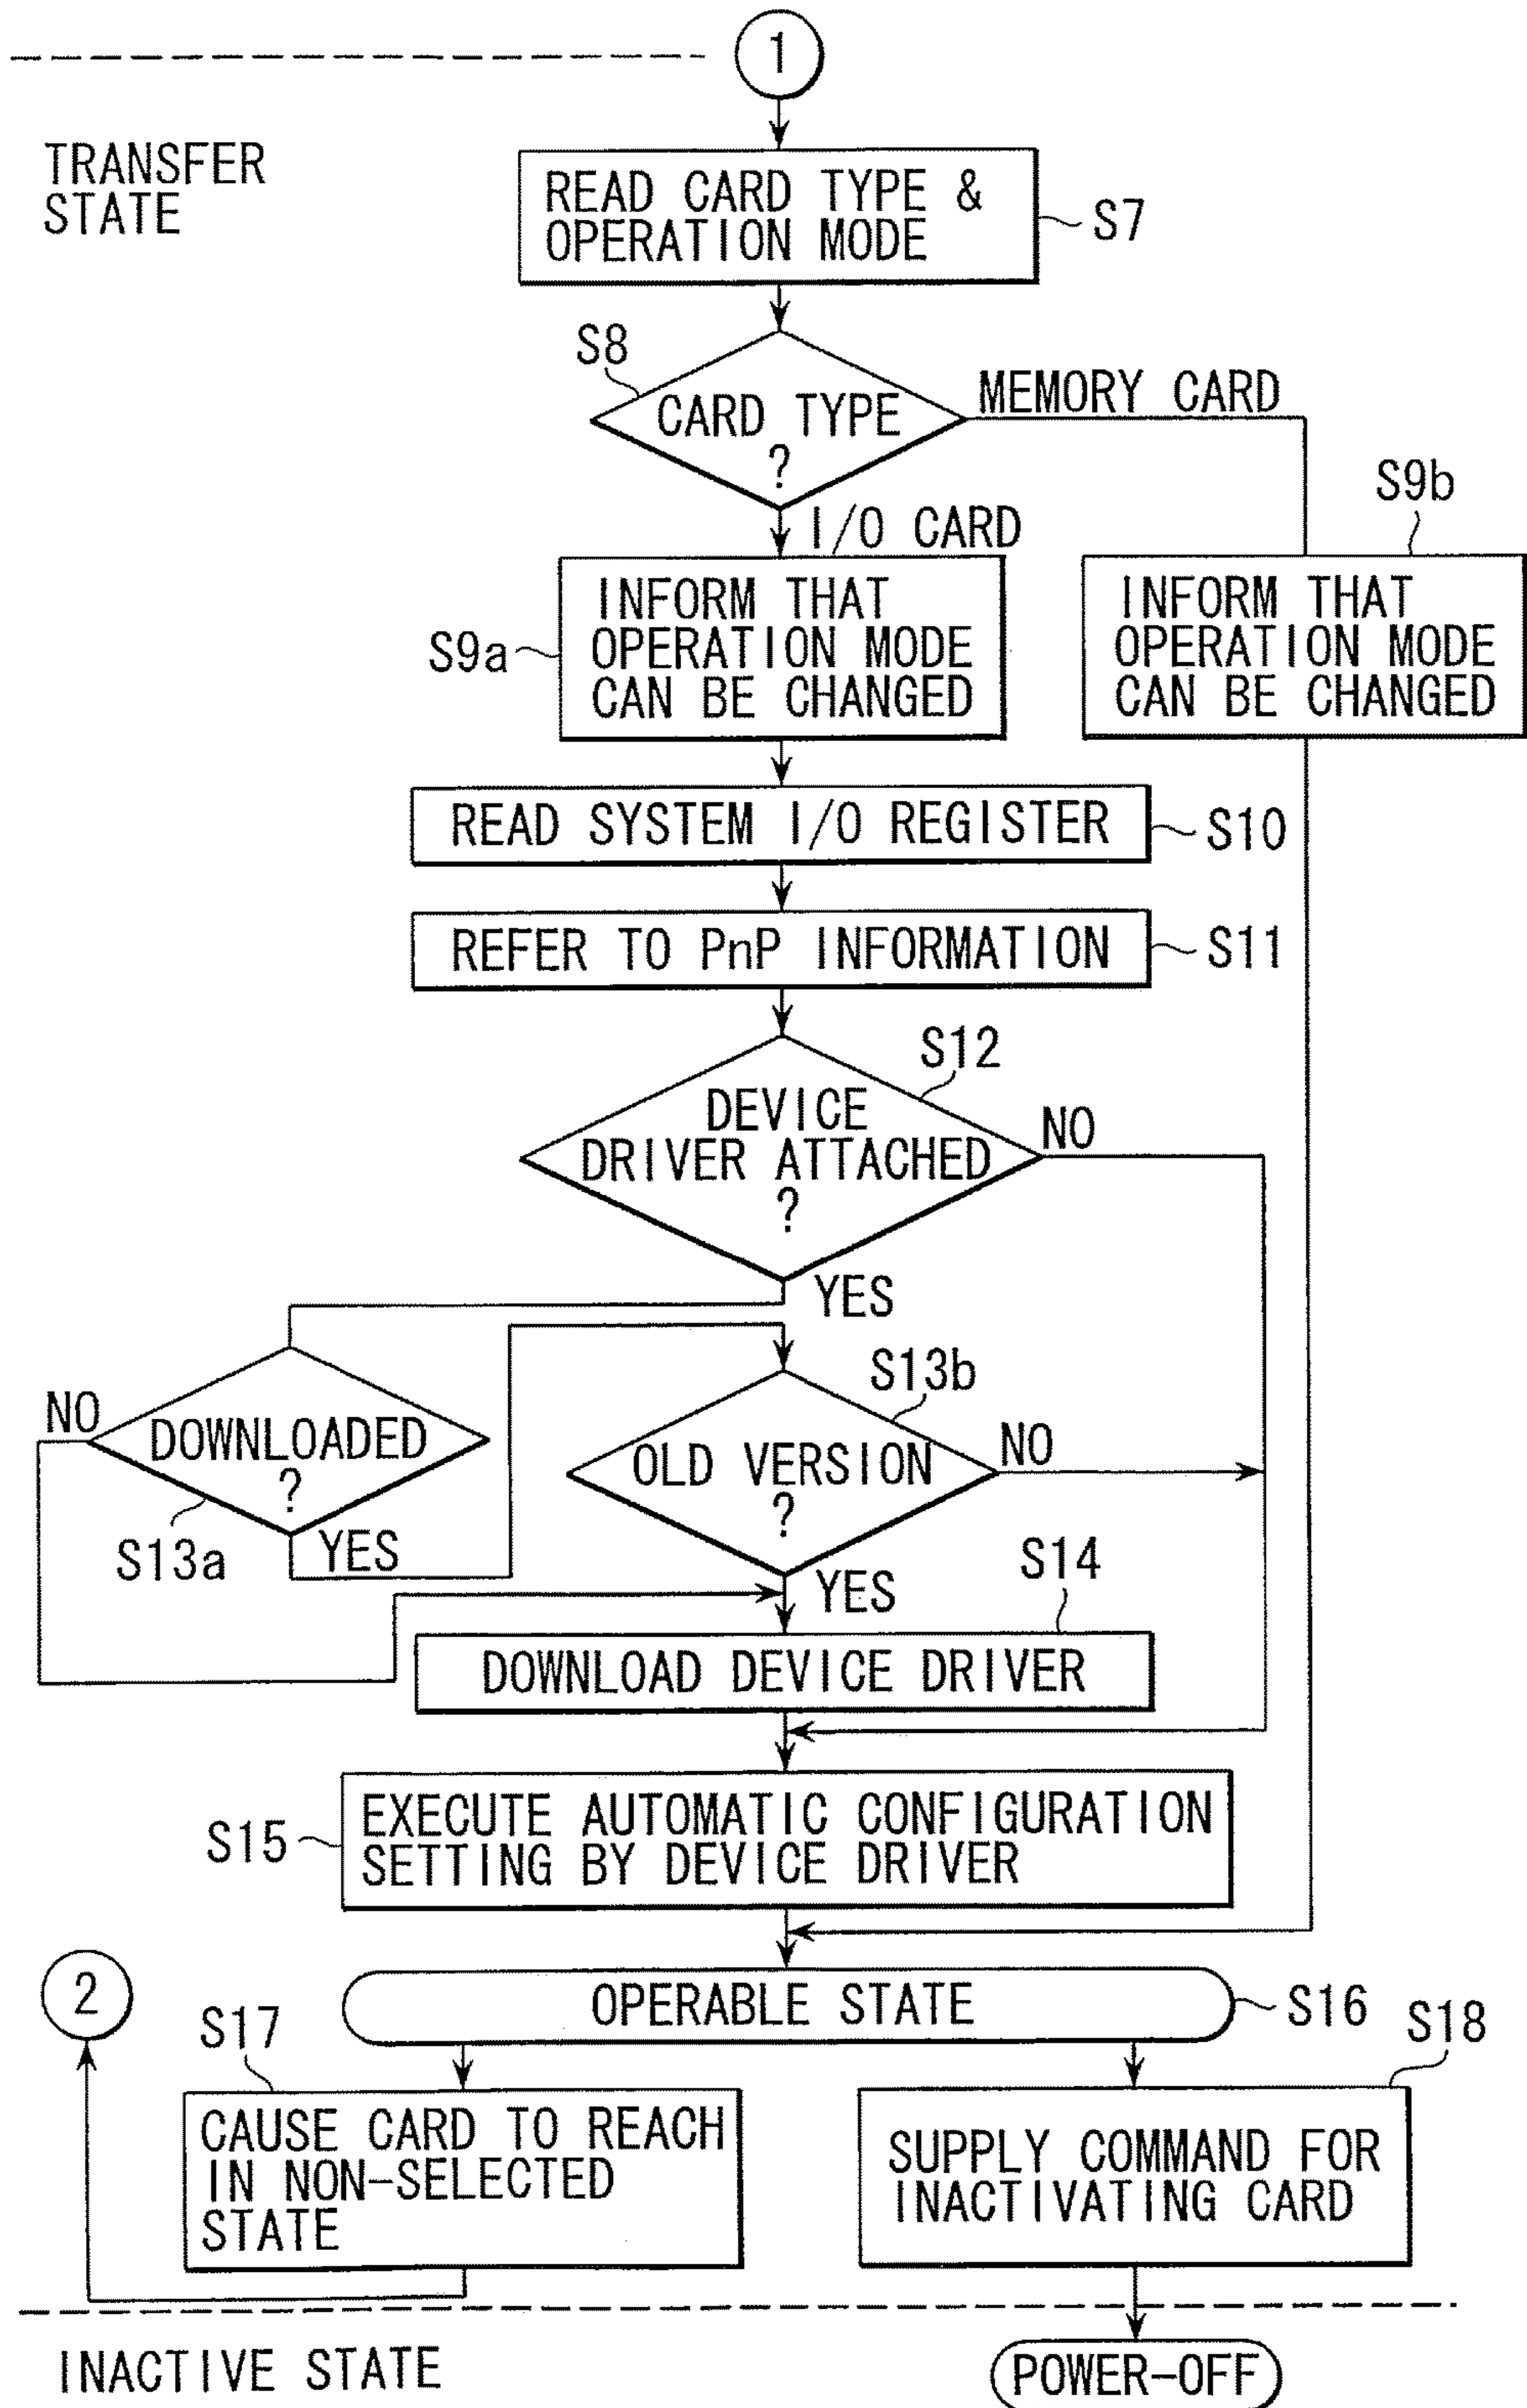 1
TRANSFER
STATE
READ CARD TYPE &
OPERATION MODE
S7
S8
CARD TYPE
?
MEMORY CARD
I/O CARD
S9b
S9a
INFORM THAT
OPERATION MODE
CAN BE CHANGED
INFORM THAT
OPERATION MODE
CAN BE CHANGED
READ SYSTEM I/O REGISTER
S10
REFER TO PnP INFORMATION
S11
S12
DEVICE
DRIVER ATTACHED
?
NO
YES
NO
DOWNLOADED
?
S13a
YES
S13b
OLD VERSION
?
NO
YES
S14
DOWNLOAD DEVICE DRIVER
S15
EXECUTE AUTOMATIC CONFIGURATION
SETTING BY DEVICE DRIVER
2
OPERABLE STATE
S16
S17
S18
CAUSE CARD TO REACH
IN NON-SELECTED
STATE
SUPPLY COMMAND FOR
INACTIVATING CARD
INACTIVE STATE
POWER-OFF